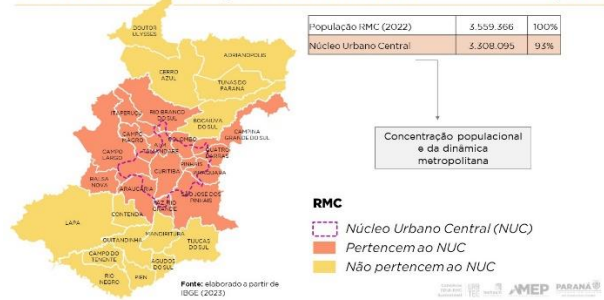 DOUTOR
ULYSSES
ADRIANÓPOLIS
CERRO
AZUL
TUNAS DO
PARANÁ
RIO BRANCO
DO SUL
ITAPERUÇU
BOCAIUVA
DO SUL
CAMPINA
GRANDE DO SUL
CAMPO
MAGRO
COLOMBO
CAMPO
LARGO
QUATRO
BARRAS
PINHAIS
CURITIBA
PIRAQUARA
BALSA
NOVA
ARAUCÁRIA
SÃO JOSÉ DOS
PINHAIS
FAZ. RIO
GRANDE
LAPA
CONTENDA
MANDIRITUBA
QUITANDINHA
TIJUCAS
DO SUL
CAMPO DO
TENENTE
AGUDOS
DO SUL
RIO
NEGRO
PIÊN
Fonte: elaborado a partir de
IBGE (2023)
População RMC (2022) 3.559.366 100%
Núcleo Urbano Central 3.308.095 93%
Concentração populacional
e da dinâmica
metropolitana
RMC
Núcleo Urbano Central (NUC)
Pertencem ao NUC
Não pertencem ao NUC
AMEP PARANÁ